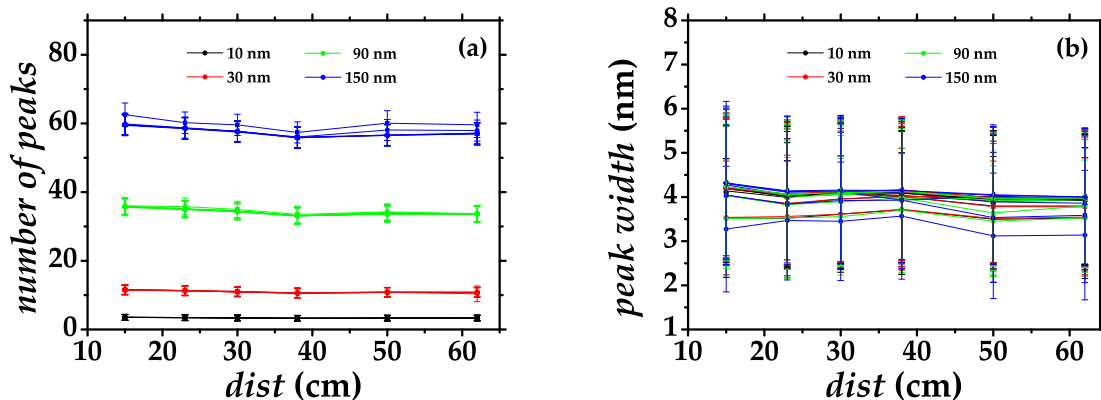 80
60
40
20
0
number of peaks
(a)
10 nm
30 nm
90 nm
150 nm
10 20 30 40 50 60
dist (cm)
8
7
6
5
4
3
2
1
peak width (nm)
(b)
10 nm
30 nm
90 nm
150 nm
10 20 30 40 50 60
dist (cm)